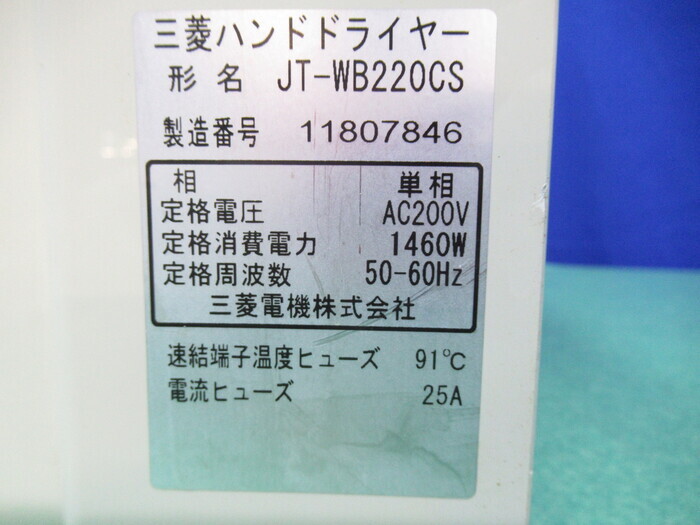 三菱ハンドドライヤー
形名 JT-WB220CS
製造番号 11807846
相 単相
定格電圧 AC200V
定格消費電力 1460W
定格周波数 50-60Hz
三菱電機株式会社
速結端子温度ヒューズ 91℃
電流ヒューズ 25A